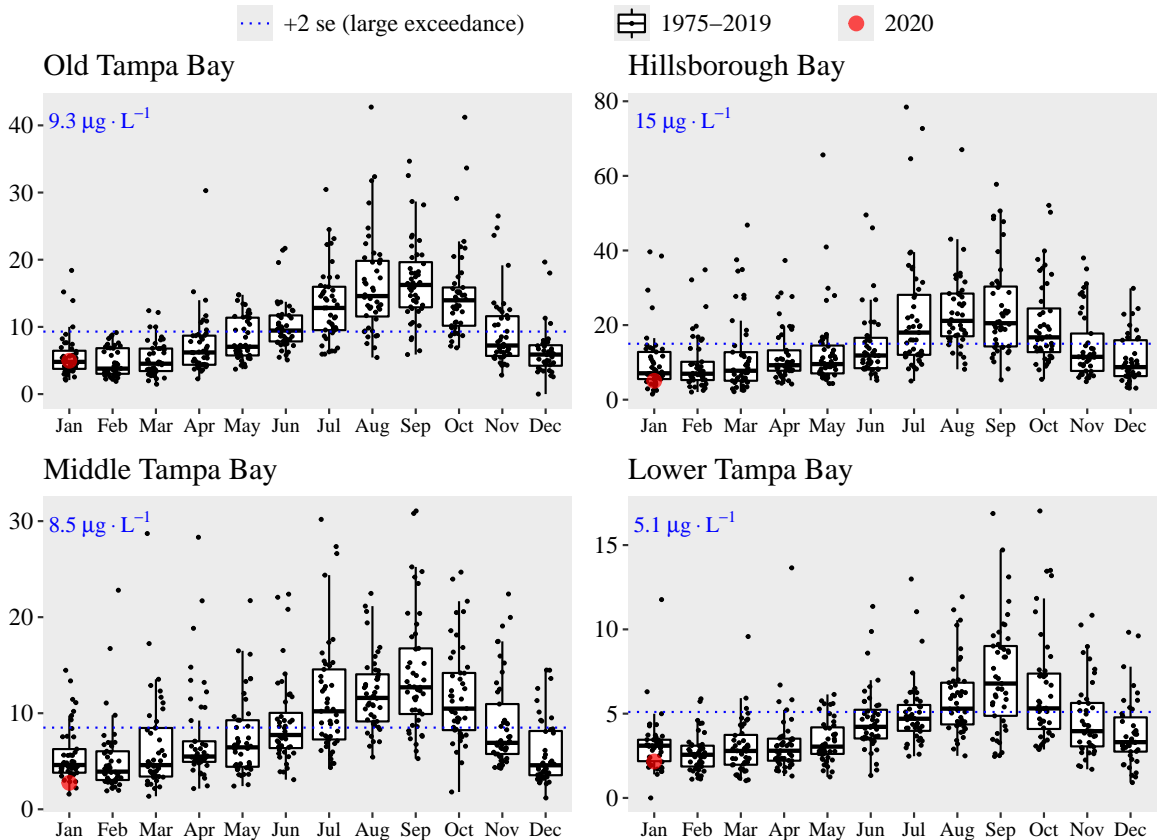 +2 se (large exceedance) 1975–2019 2020
Old Tampa Bay
9.3 μg · L⁻¹
40
30
20
10
0
Jan Feb Mar Apr May Jun Jul Aug Sep Oct Nov Dec
Hillsborough Bay
15 μg · L⁻¹
80
60
40
20
0
Jan Feb Mar Apr May Jun Jul Aug Sep Oct Nov Dec
Middle Tampa Bay
8.5 μg · L⁻¹
30
20
10
0
Jan Feb Mar Apr May Jun Jul Aug Sep Oct Nov Dec
Lower Tampa Bay
5.1 μg · L⁻¹
15
10
5
0
Jan Feb Mar Apr May Jun Jul Aug Sep Oct Nov Dec